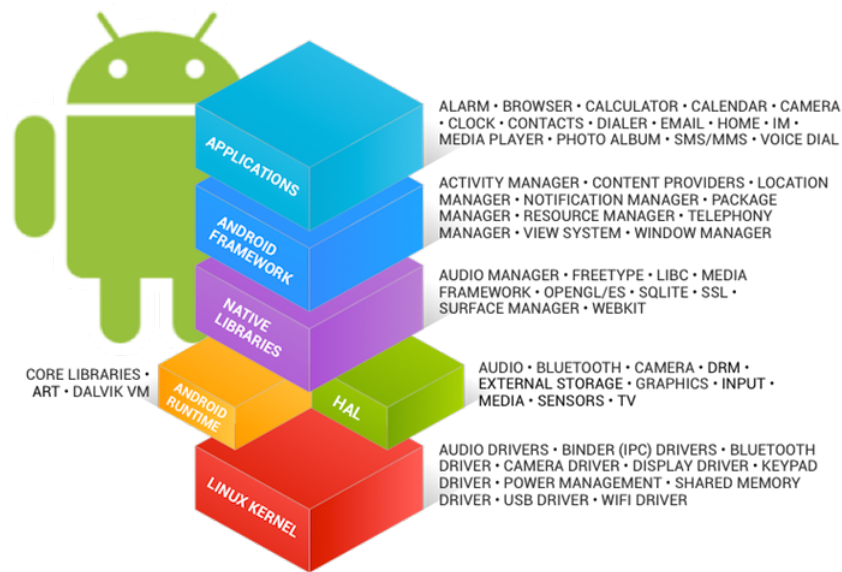 APPLICATIONS
ALARM • BROWSER • CALCULATOR • CALENDAR • CAMERA
• CLOCK • CONTACTS • DIALER • EMAIL • HOME • IM •
MEDIA PLAYER • PHOTO ALBUM • SMS/MMS • VOICE DIAL
ANDROID
FRAMEWORK
ACTIVITY MANAGER • CONTENT PROVIDERS • LOCATION
MANAGER • NOTIFICATION MANAGER • PACKAGE
MANAGER • RESOURCE MANAGER • TELEPHONY
MANAGER • VIEW SYSTEM • WINDOW MANAGER
NATIVE
LIBRARIES
AUDIO MANAGER • FREETYPE • LIBC • MEDIA
FRAMEWORK • OPENGL/ES • SQLITE • SSL •
SURFACE MANAGER • WEBKIT
CORE LIBRARIES •
ART • DALVIK VM
ANDROID
RUNTIME
HAL
AUDIO • BLUETOOTH • CAMERA • DRM •
EXTERNAL STORAGE • GRAPHICS • INPUT •
MEDIA • SENSORS • TV
LINUX KERNEL
AUDIO DRIVERS • BINDER (IPC) DRIVERS • BLUETOOTH
DRIVER • CAMERA DRIVER • DISPLAY DRIVER • KEYPAD
DRIVER • POWER MANAGEMENT • SHARED MEMORY
DRIVER • USB DRIVER • WIFI DRIVER